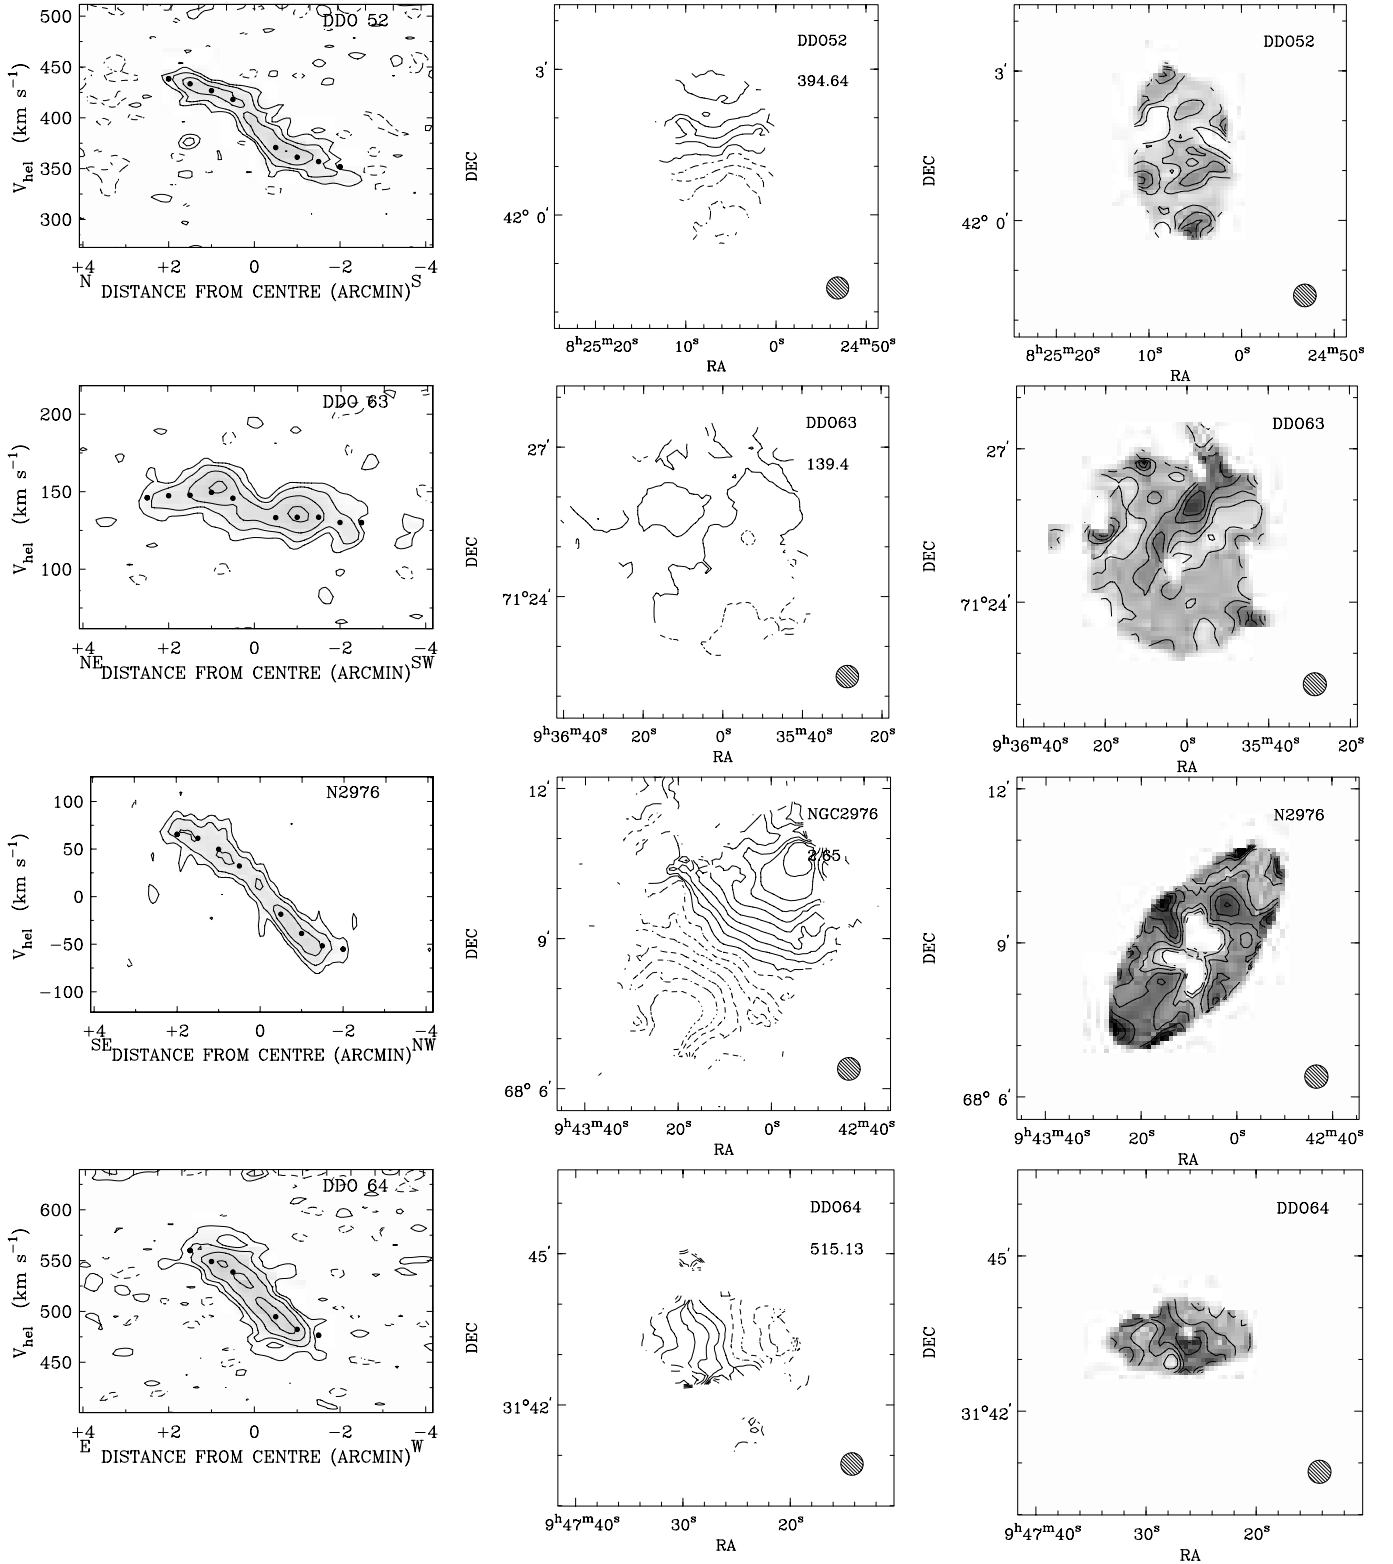 DDO 52
500
450
400
350
300
V_hel (km s⁻¹)
+4 +2 0 −2 −4
N S
DISTANCE FROM CENTRE (ARCMIN)
DDO52
394.64
3′
42° 0′
DEC
8ʰ25ᵐ20ˢ 10ˢ 0ˢ 24ᵐ50ˢ
RA
DDO52
3′
42° 0′
DEC
8ʰ25ᵐ20ˢ 10ˢ 0ˢ 24ᵐ50ˢ
RA
DDO 63
200
150
100
V_hel (km s⁻¹)
+4 +2 0 −2 −4
NE SW
DISTANCE FROM CENTRE (ARCMIN)
DDO63
139.4
27′
71°24′
DEC
9ʰ36ᵐ40ˢ 20ˢ 0ˢ 35ᵐ40ˢ 20ˢ
RA
DDO63
27′
71°24′
DEC
9ʰ36ᵐ40ˢ 20ˢ 0ˢ 35ᵐ40ˢ 20ˢ
RA
N2976
100
50
0
−50
−100
V_hel (km s⁻¹)
+4 +2 0 −2 −4
SE NW
DISTANCE FROM CENTRE (ARCMIN)
NGC2976
2.65
12′
9′
68° 6′
DEC
9ʰ43ᵐ40ˢ 20ˢ 0ˢ 42ᵐ40ˢ
RA
N2976
12′
9′
68° 6′
DEC
9ʰ43ᵐ40ˢ 20ˢ 0ˢ 42ᵐ40ˢ
RA
DDO 64
600
550
500
450
V_hel (km s⁻¹)
+4 +2 0 −2 −4
E W
DISTANCE FROM CENTRE (ARCMIN)
DDO64
515.13
45′
31°42′
DEC
9ʰ47ᵐ40ˢ 30ˢ 20ˢ
RA
DDO64
45′
31°42′
DEC
9ʰ47ᵐ40ˢ 30ˢ 20ˢ
RA